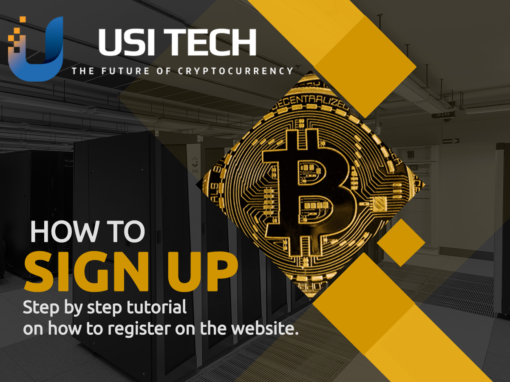 USI TECH
THE FUTURE OF CRYPTOCURRENCY
DECENTRALIZED
HOW TO
SIGN UP
Step by step tutorial
on how to register on the website.